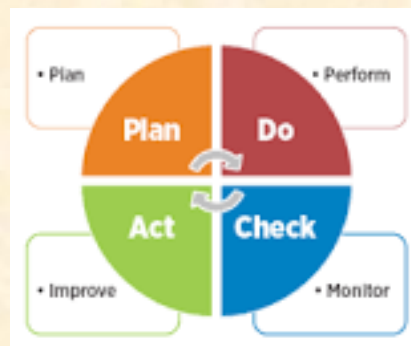 • Plan
• Perform
Plan
Do
Act
Check
• Improve
• Monitor